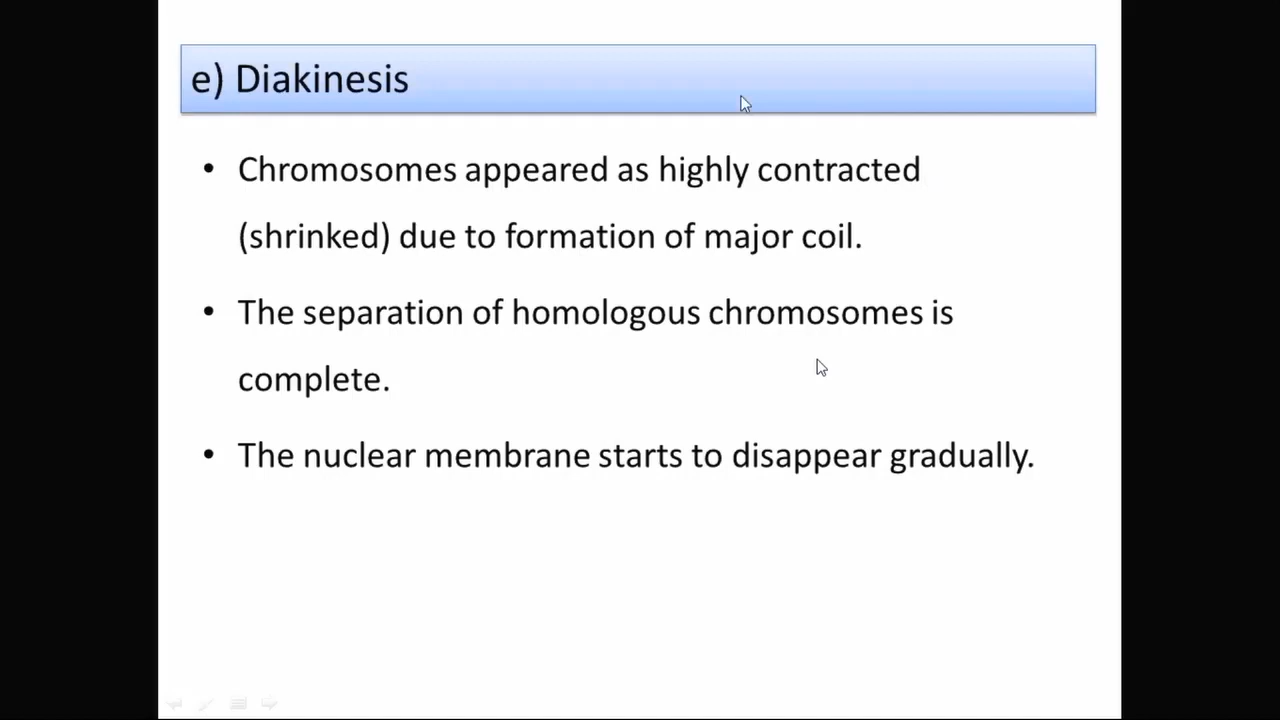 e) Diakinesis
• Chromosomes appeared as highly contracted
(shrinked) due to formation of major coil.
• The separation of homologous chromosomes is
complete.
• The nuclear membrane starts to disappear gradually.